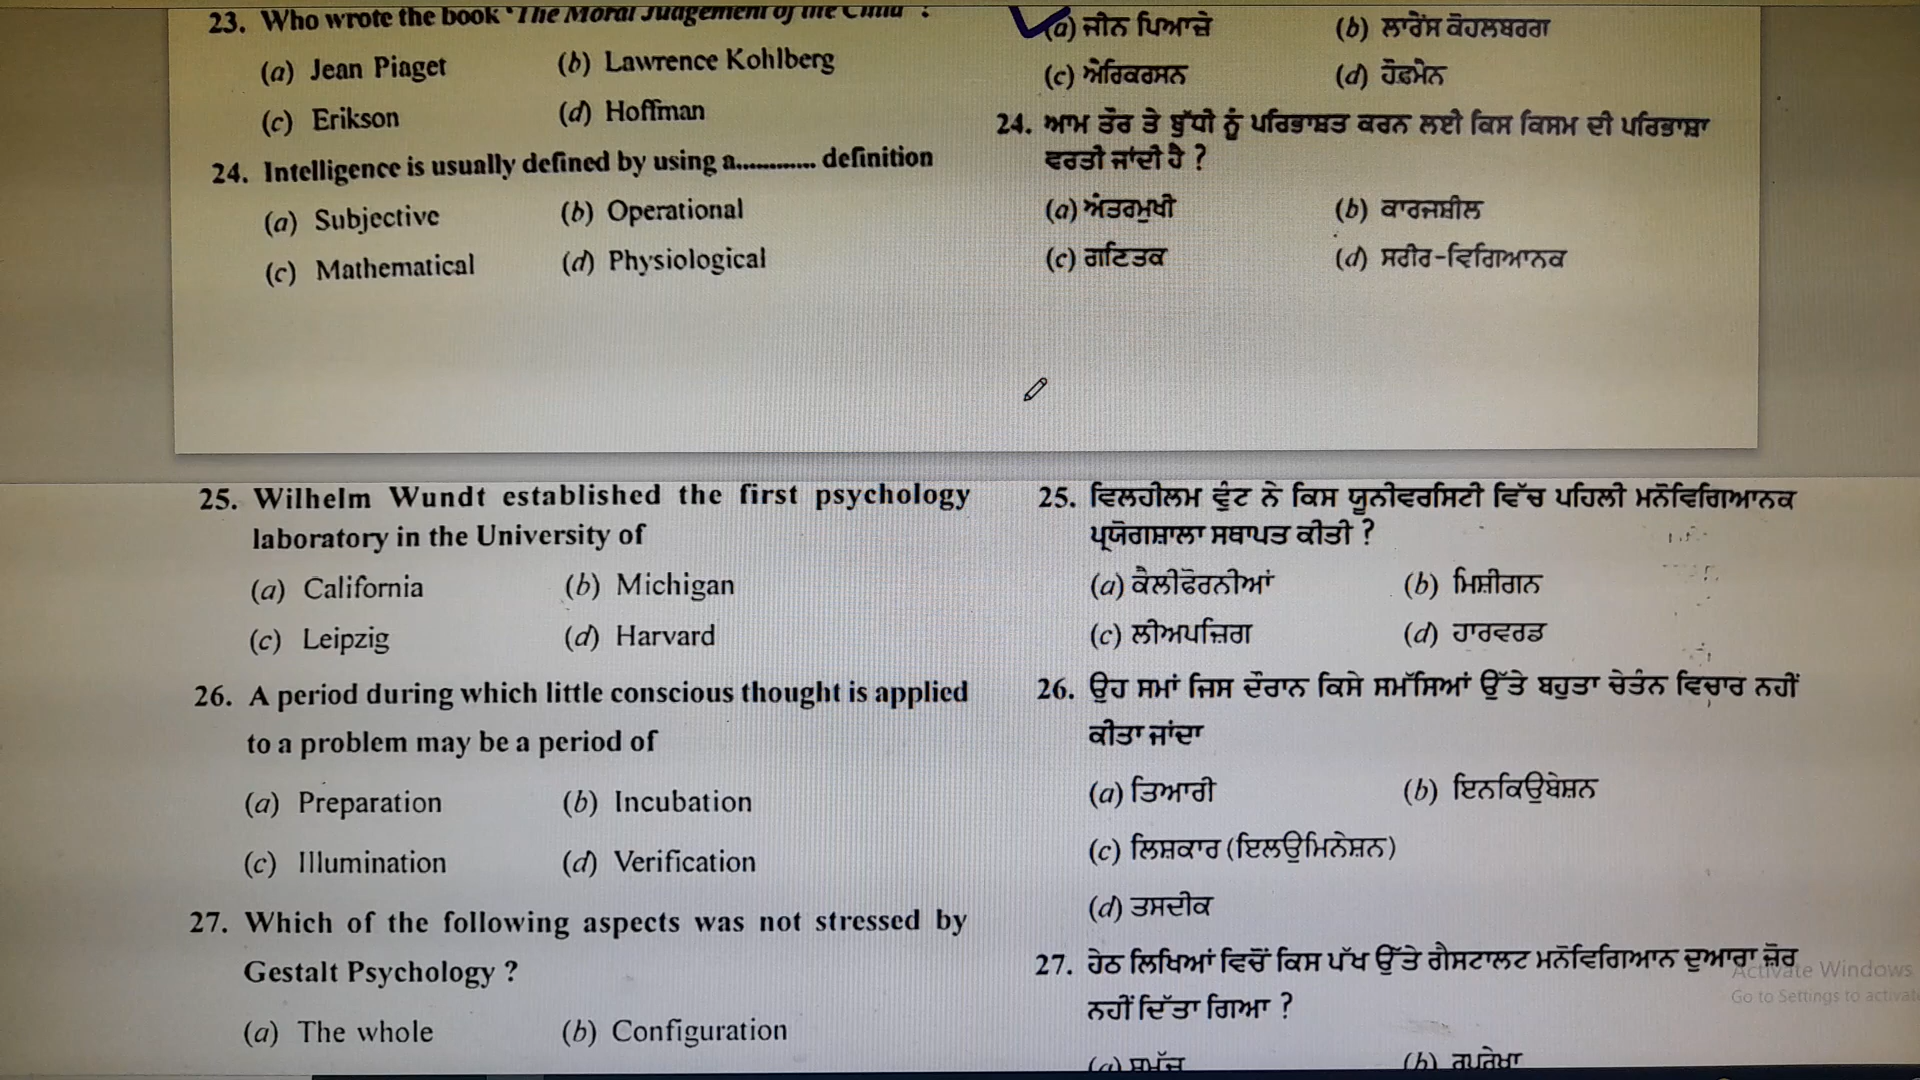 23. Who wrote the book 'The Moral Judgement of the Child' ?
(a) Jean Piaget (b) Lawrence Kohlberg
(c) Erikson (d) Hoffman
24. Intelligence is usually defined by using a............ definition
(a) Subjective (b) Operational
(c) Mathematical (d) Physiological
(a) ਜੀਨ ਪਿਆਜ਼ੇ (b) ਲਾਰੈਂਸ ਕੋਹਲਬਰਗ
(c) ਐਰਿਕਰਸਨ (d) ਹੌਫਮੇਨ
24. ਆਮ ਤੌਰ ਤੇ ਬੁੱਧੀ ਨੂੰ ਪਰਿਭਾਸ਼ਤ ਕਰਨ ਲਈ ਕਿਸ ਕਿਸਮ ਦੀ ਪਰਿਭਾਸ਼ਾ
ਵਰਤੀ ਜਾਂਦੀ ਹੈ ?
(a) ਅੰਤਰਮੁਖੀ (b) ਕਾਰਜਸ਼ੀਲ
(c) ਗਣਿਤਕ (d) ਸਰੀਰ-ਵਿਗਿਆਨਕ
25. Wilhelm Wundt established the first psychology
laboratory in the University of
(a) California (b) Michigan
(c) Leipzig (d) Harvard
26. A period during which little conscious thought is applied
to a problem may be a period of
(a) Preparation (b) Incubation
(c) Illumination (d) Verification
27. Which of the following aspects was not stressed by
Gestalt Psychology ?
(a) The whole (b) Configuration
25. ਵਿਲਹੀਲਮ ਵੁੰਟ ਨੇ ਕਿਸ ਯੂਨੀਵਰਸਿਟੀ ਵਿੱਚ ਪਹਿਲੀ ਮਨੋਵਿਗਿਆਨਕ
ਪ੍ਰਯੋਗਸ਼ਾਲਾ ਸਥਾਪਤ ਕੀਤੀ ?
(a) ਕੈਲੀਫੋਰਨੀਆਂ (b) ਮਿਸ਼ੀਗਨ
(c) ਲੀਅਪਜ਼ਿਗ (d) ਹਾਰਵਰਡ
26. ਉਹ ਸਮਾਂ ਜਿਸ ਦੌਰਾਨ ਕਿਸੇ ਸਮੱਸਿਆਂ ਉੱਤੇ ਬਹੁਤਾ ਚੇਤੰਨ ਵਿਚਾਰ ਨਹੀਂ
ਕੀਤਾ ਜਾਂਦਾ
(a) ਤਿਆਰੀ (b) ਇਨਕਿਉਬੇਸ਼ਨ
(c) ਲਿਸ਼ਕਾਰ (ਇਲਉਮਿਨੇਸ਼ਨ)
(d) ਤਸਦੀਕ
27. ਹੇਠ ਲਿਖਿਆਂ ਵਿਚੋਂ ਕਿਸ ਪੱਖ ਉੱਤੇ ਗੈਸਟਾਲਟ ਮਨੋਵਿਗਿਆਨ ਦੁਆਰਾ ਜ਼ੋਰ
ਨਹੀਂ ਦਿੱਤਾ ਗਿਆ ?
(a) ਸਮੱਚ (b) ਰੂਪਰੇਖਾ
Activate Windows
Go to Settings to activate